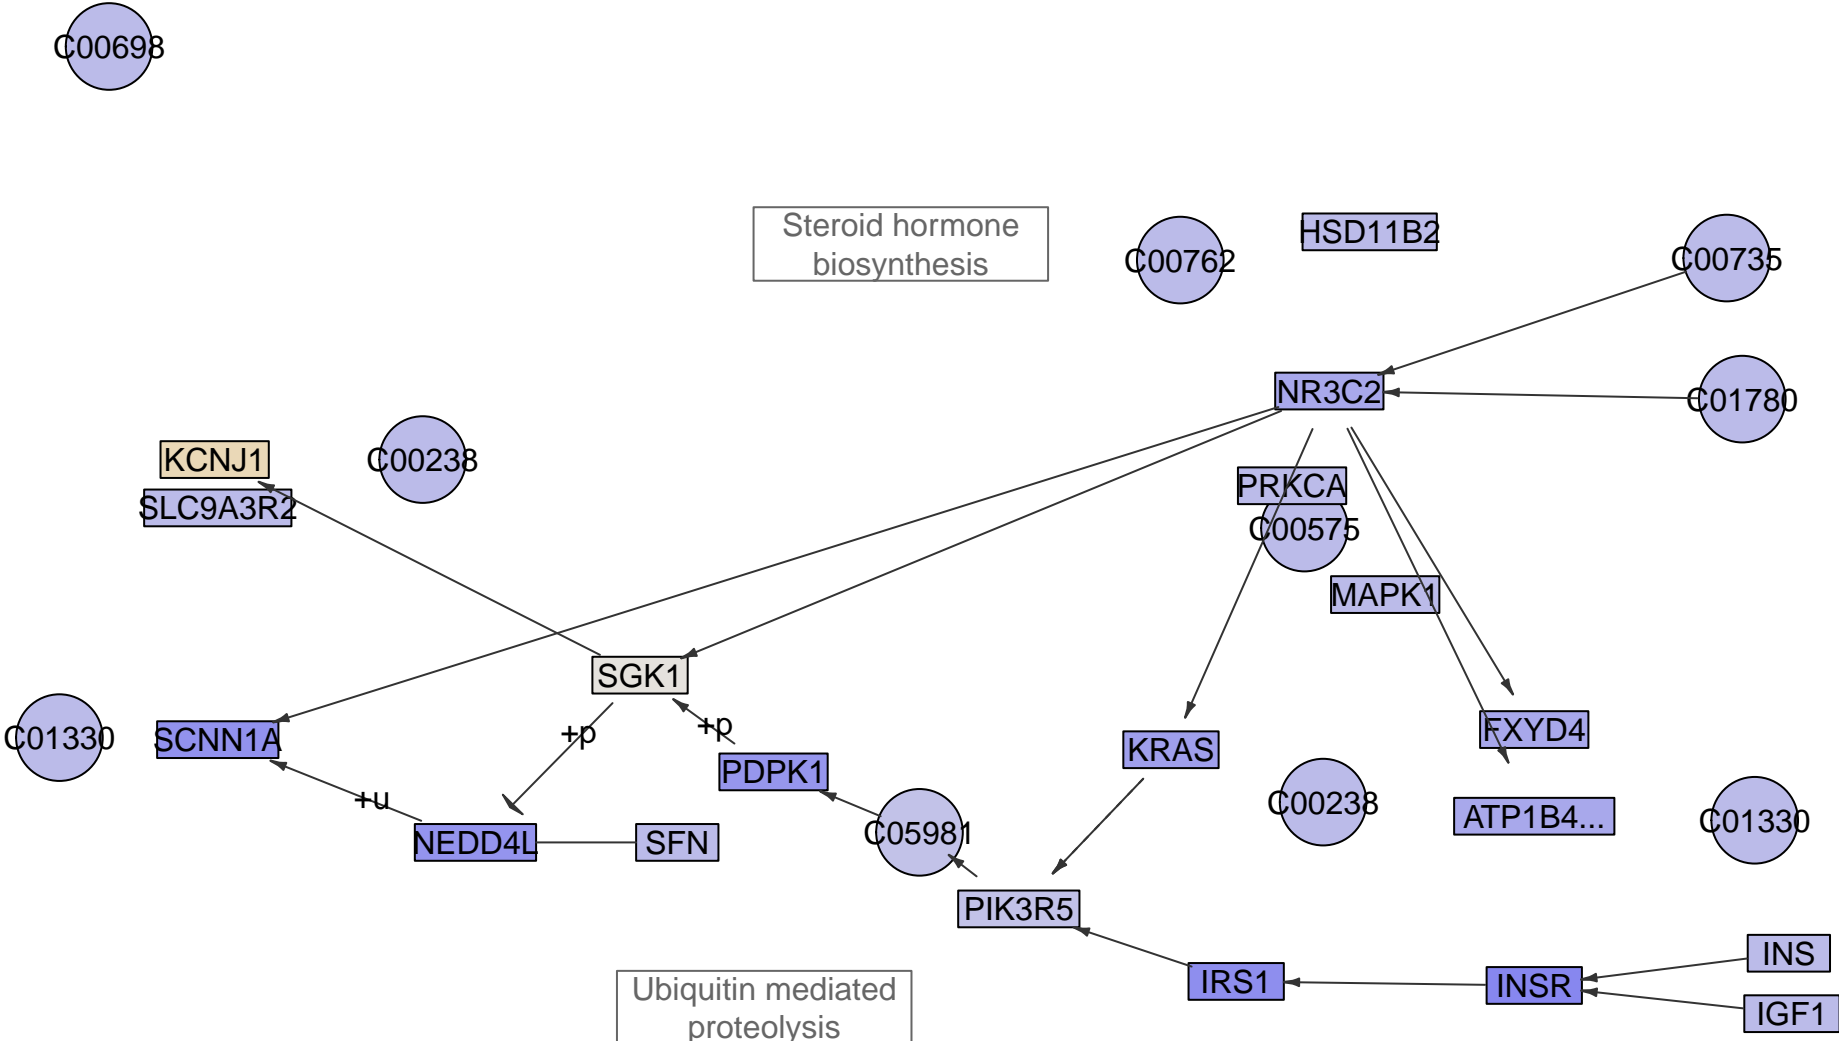 C00698
Steroid hormone
biosynthesis
C00762
HSD11B2
C00735
NR3C2
C01780
KCNJ1
C00238
SLC9A3R2
PRKCA
C00575
MAPK1
SGK1
C01330
SCNN1A
+p
+p
PDPK1
KRAS
FXYD4
+u
C00238
ATP1B4...
C01330
NEDD4L
SFN
C05981
PIK3R5
INS
IRS1
INSR
IGF1
Ubiquitin mediated
proteolysis